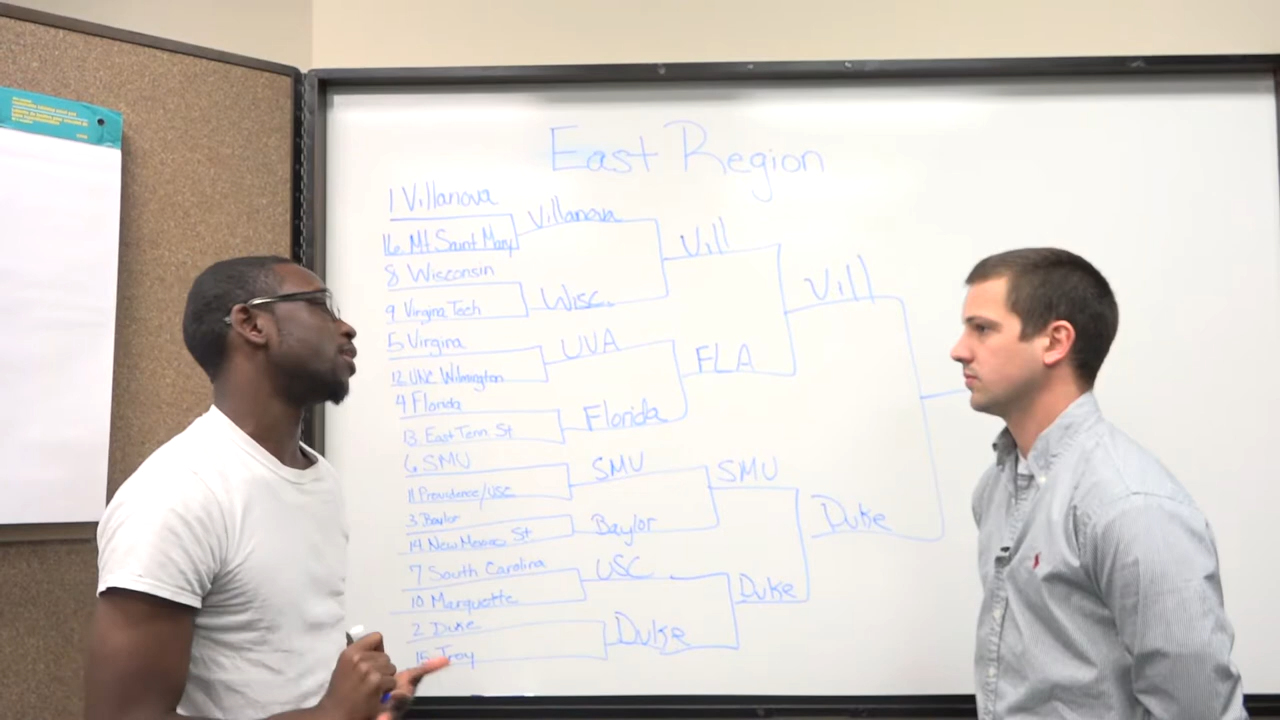 East Region
1 Villanova
16. Mt Saint Mary
8 Wisconsin
9 Virgina Tech
5 Virgina
12 UNC Wilmington
4 Florida
13. East Tenn St
6. SMU
11 Providence/USC
3 Baylor
14 New Mexico St
7 South Carolina
10 Marquette
2 Duke
15 Troy
Villanova
Wisc.
UVA
Florida
SMU
Baylor
USC
Duke
Vill
FLA
SMU
Duke
Vill
Duke